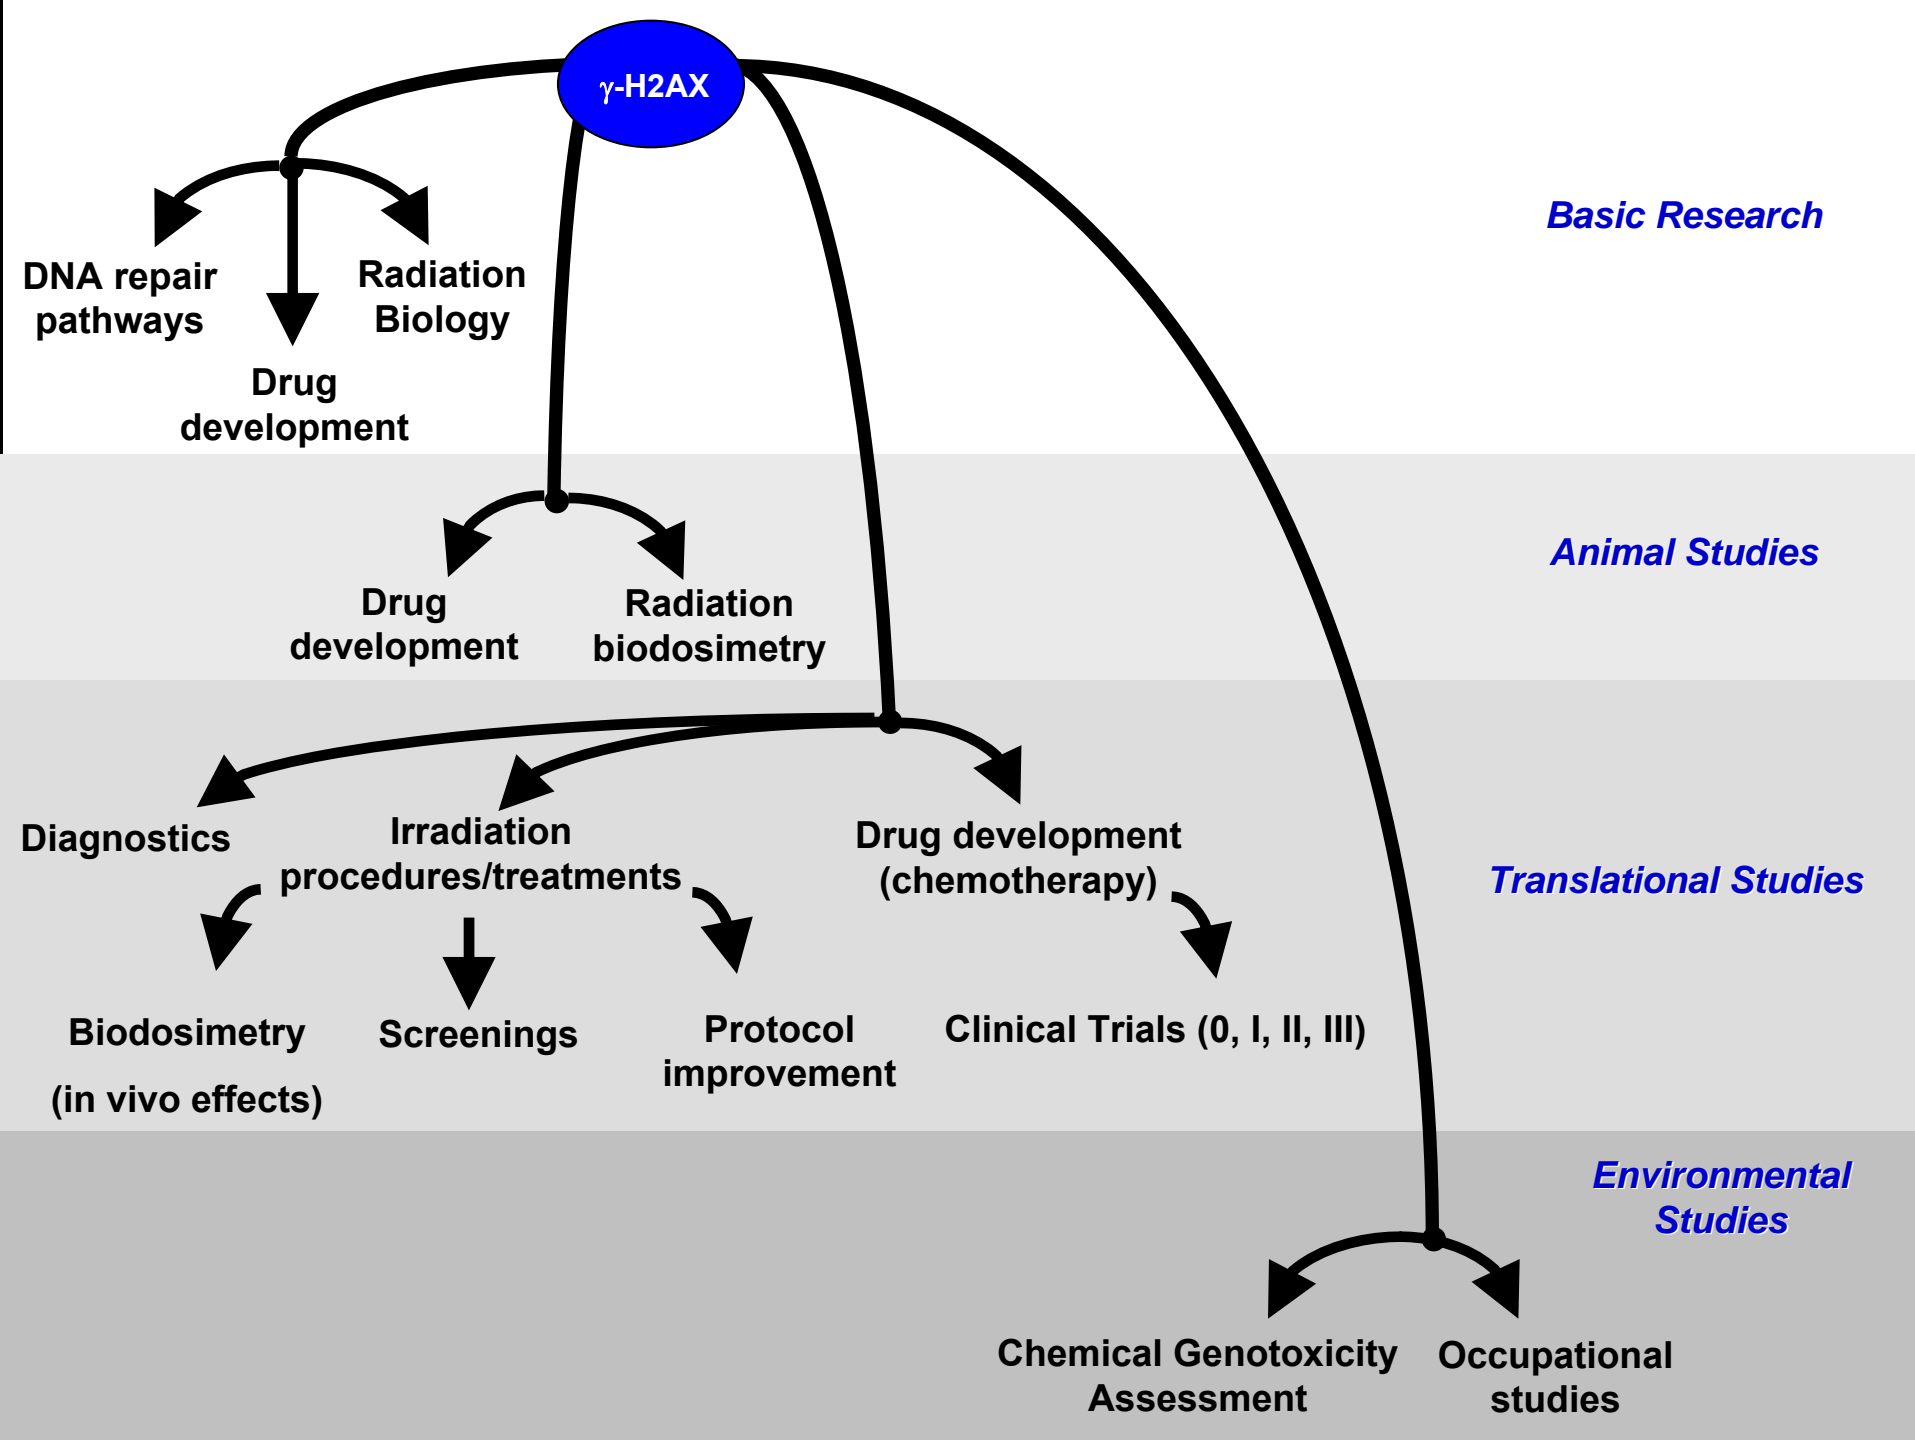 γ-H2AX
Basic Research
DNA repair
pathways
Radiation
Biology
Drug
development
Animal Studies
Drug
development
Radiation
biodosimetry
Translational Studies
Diagnostics
Irradiation
procedures/treatments
Drug development
(chemotherapy)
Biodosimetry
(in vivo effects)
Screenings
Protocol
improvement
Clinical Trials (0, I, II, III)
Environmental
Studies
Chemical Genotoxicity
Assessment
Occupational
studies